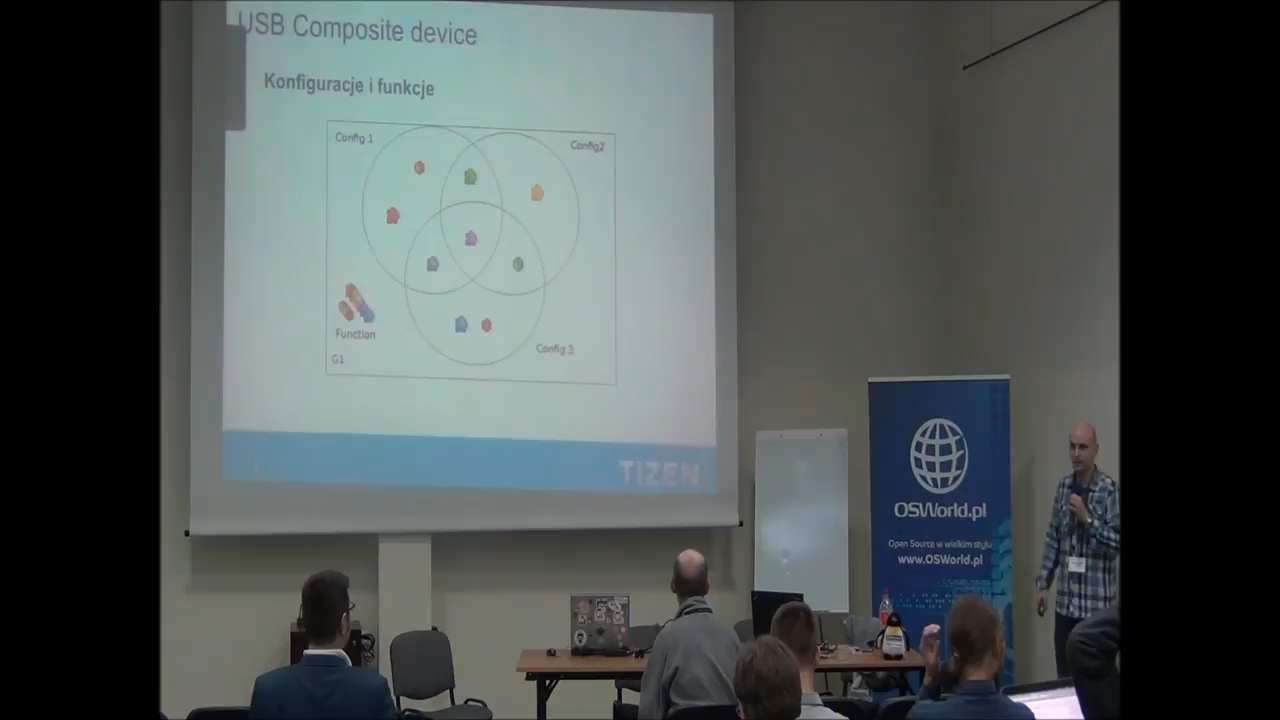 USB Composite device
Konfiguracje i funkcje
Config 1
Config2
Function
G1
Config 3
TIZEN
OSWorld.pl
Open Source w wielkim stylu
www.OSWorld.pl